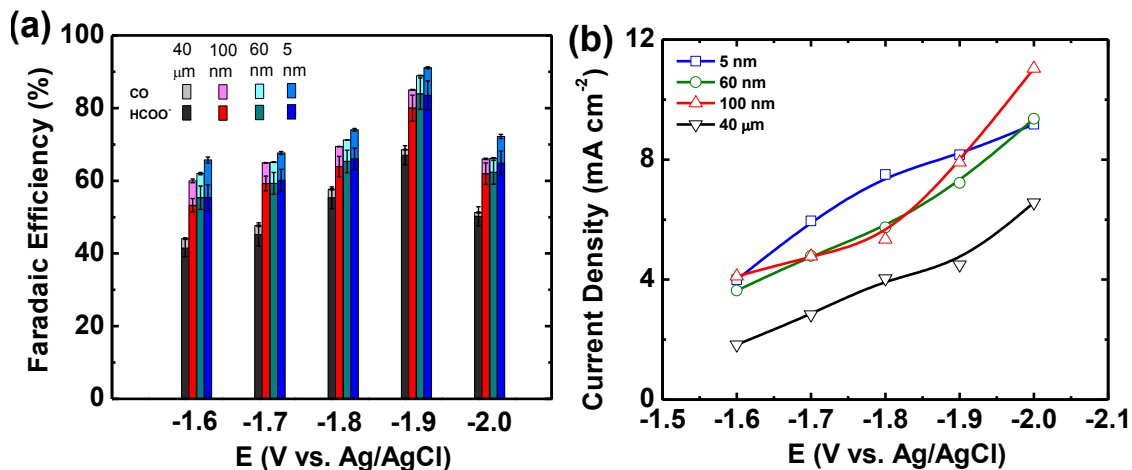 (a)
Faradaic Efficiency (%)
100
80
60
40
20
0
40 100 60 5
μm nm nm nm
CO
HCOO⁻
-1.6 -1.7 -1.8 -1.9 -2.0
E (V vs. Ag/AgCl)
(b)
Current Density (mA cm⁻²)
12
8
4
0
5 nm
60 nm
100 nm
40 μm
-1.5 -1.6 -1.7 -1.8 -1.9 -2.0 -2.1
E (V vs. Ag/AgCl)